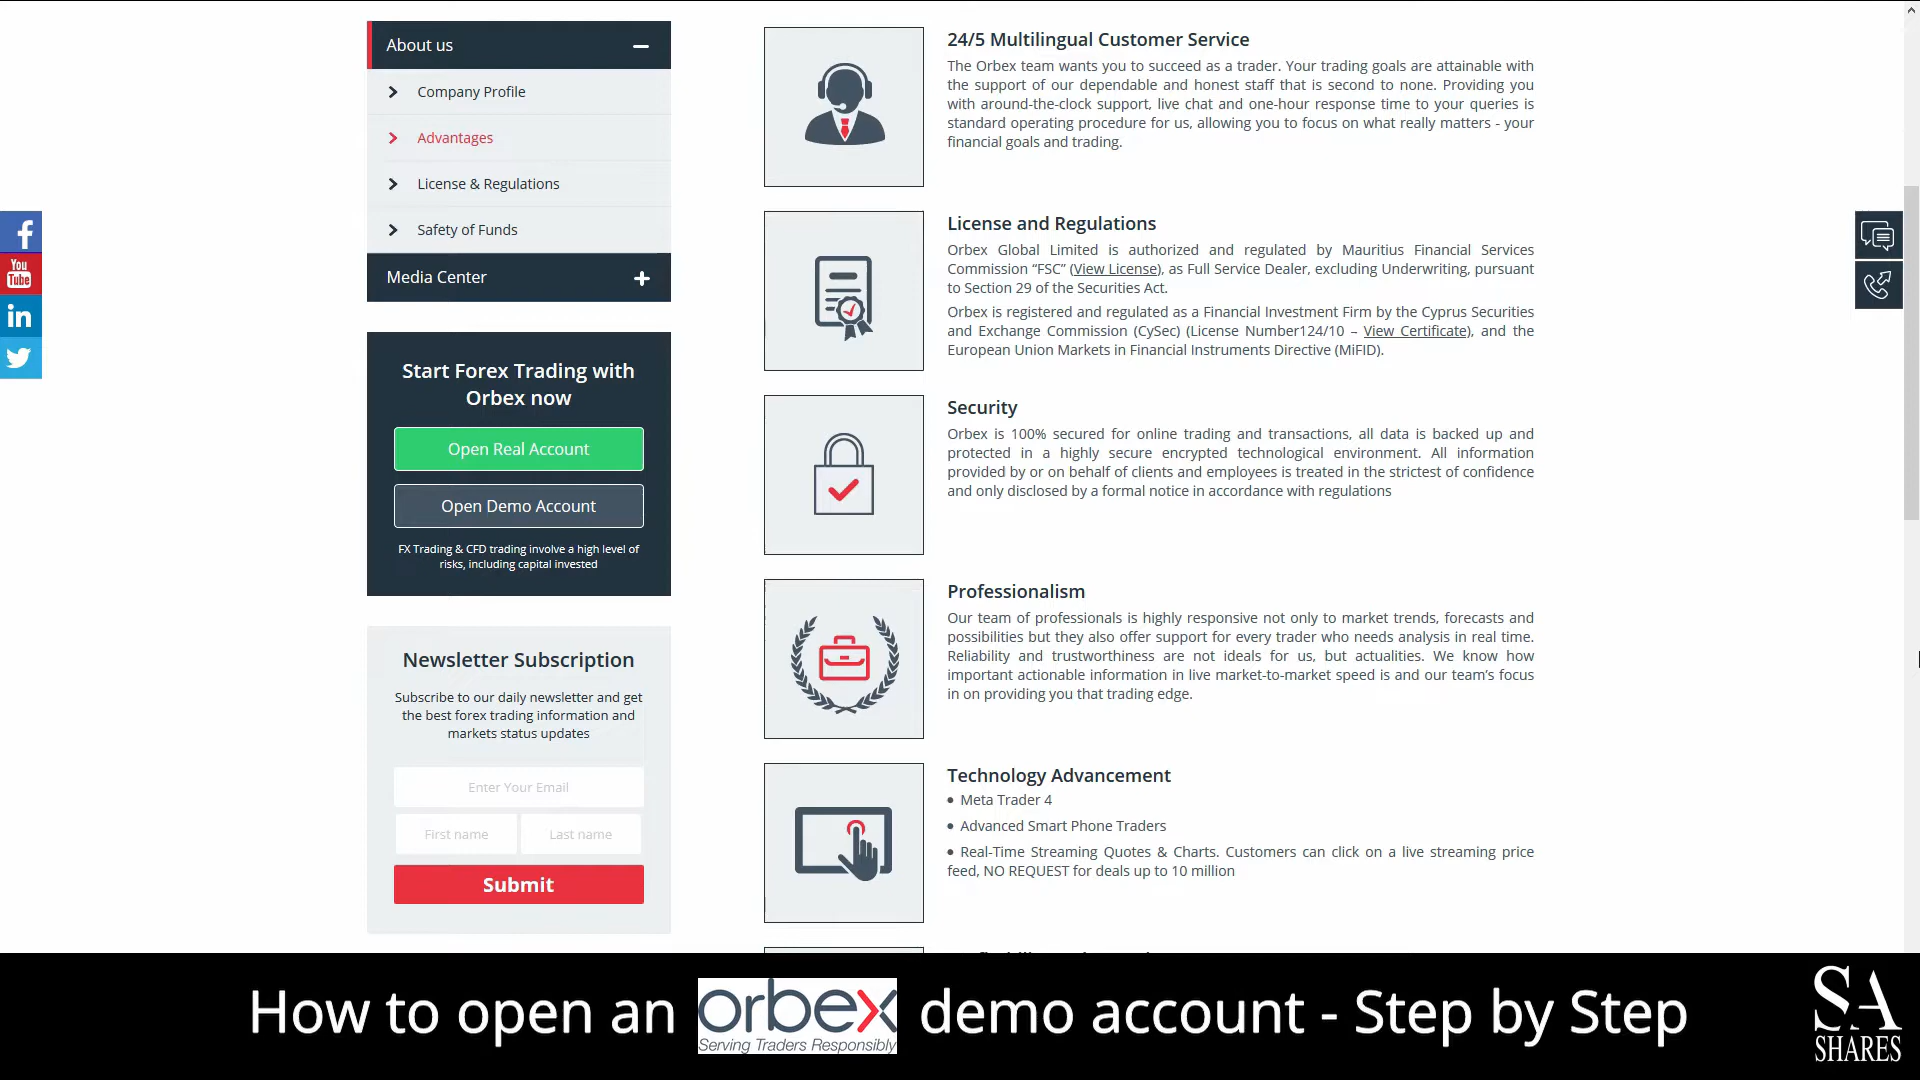 About us
Company Profile
Advantages
License & Regulations
Safety of Funds
Media Center
You
Tube
in
Start Forex Trading with
Orbex now
Open Real Account
Open Demo Account
FX Trading & CFD trading involve a high level of
risks, including capital invested
Newsletter Subscription
Subscribe to our daily newsletter and get
the best forex trading information and
markets status updates
Enter Your Email
First name
Last name
Submit
24/5 Multilingual Customer Service
The Orbex team wants you to succeed as a trader. Your trading goals are attainable with
the support of our dependable and honest staff that is second to none. Providing you
with around-the-clock support, live chat and one-hour response time to your queries is
standard operating procedure for us, allowing you to focus on what really matters - your
financial goals and trading.
License and Regulations
Orbex Global Limited is authorized and regulated by Mauritius Financial Services
Commission “FSC” (View License), as Full Service Dealer, excluding Underwriting, pursuant
to Section 29 of the Securities Act.
Orbex is registered and regulated as a Financial Investment Firm by the Cyprus Securities
and Exchange Commission (CySec) (License Number124/10 – View Certificate), and the
European Union Markets in Financial Instruments Directive (MiFID).
Security
Orbex is 100% secured for online trading and transactions, all data is backed up and
protected in a highly secure encrypted technological environment. All information
provided by or on behalf of clients and employees is treated in the strictest of confidence
and only disclosed by a formal notice in accordance with regulations
Professionalism
Our team of professionals is highly responsive not only to market trends, forecasts and
possibilities but they also offer support for every trader who needs analysis in real time.
Reliability and trustworthiness are not ideals for us, but actualities. We know how
important actionable information in live market-to-market speed is and our team’s focus
in on providing you that trading edge.
Technology Advancement
• Meta Trader 4
• Advanced Smart Phone Traders
• Real-Time Streaming Quotes & Charts. Customers can click on a live streaming price
feed, NO REQUEST for deals up to 10 million
How to open an orbex demo account - Step by Step
Serving Traders Responsibly
SA
SHARES